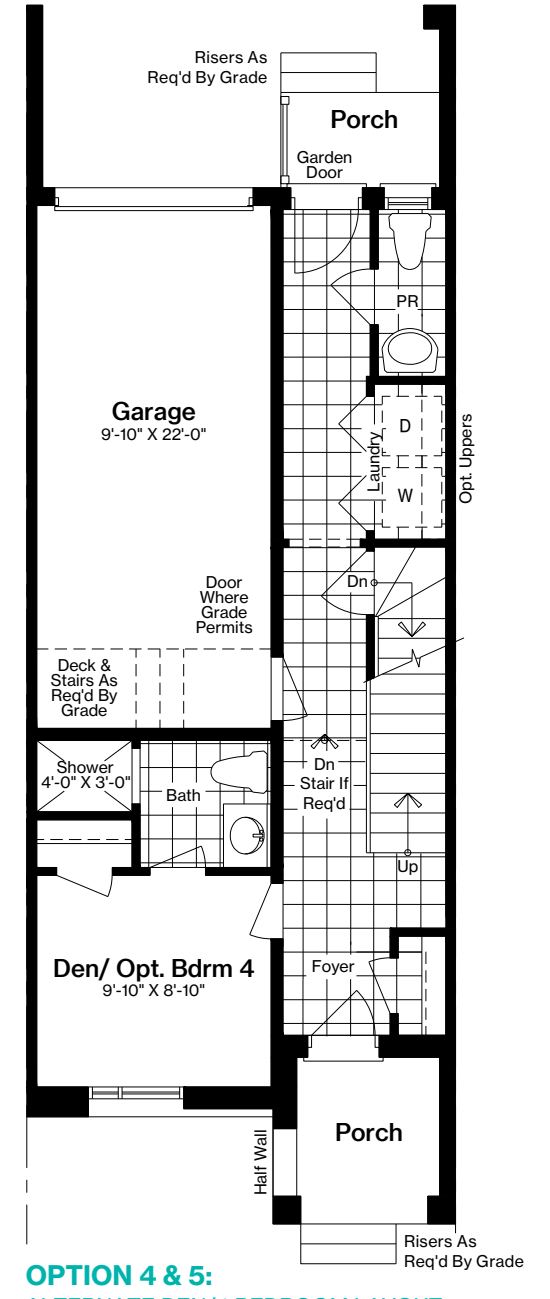 Risers As
Req'd By Grade
Porch
Garden
Door
PR
Garage
9'-10" X 22'-0"
D
Laundry
W
Opt. Uppers
Dn
Door
Where
Grade
Permits
Deck &
Stairs As
Req'd By
Grade
Shower
4'-0" X 3'-0"
Bath
Dn
Stair If
Req'd
Up
Den/ Opt. Bdrm 4
9'-10" X 8'-10"
Foyer
Half Wall
Porch
Risers As
Req'd By Grade
OPTION 4 & 5: